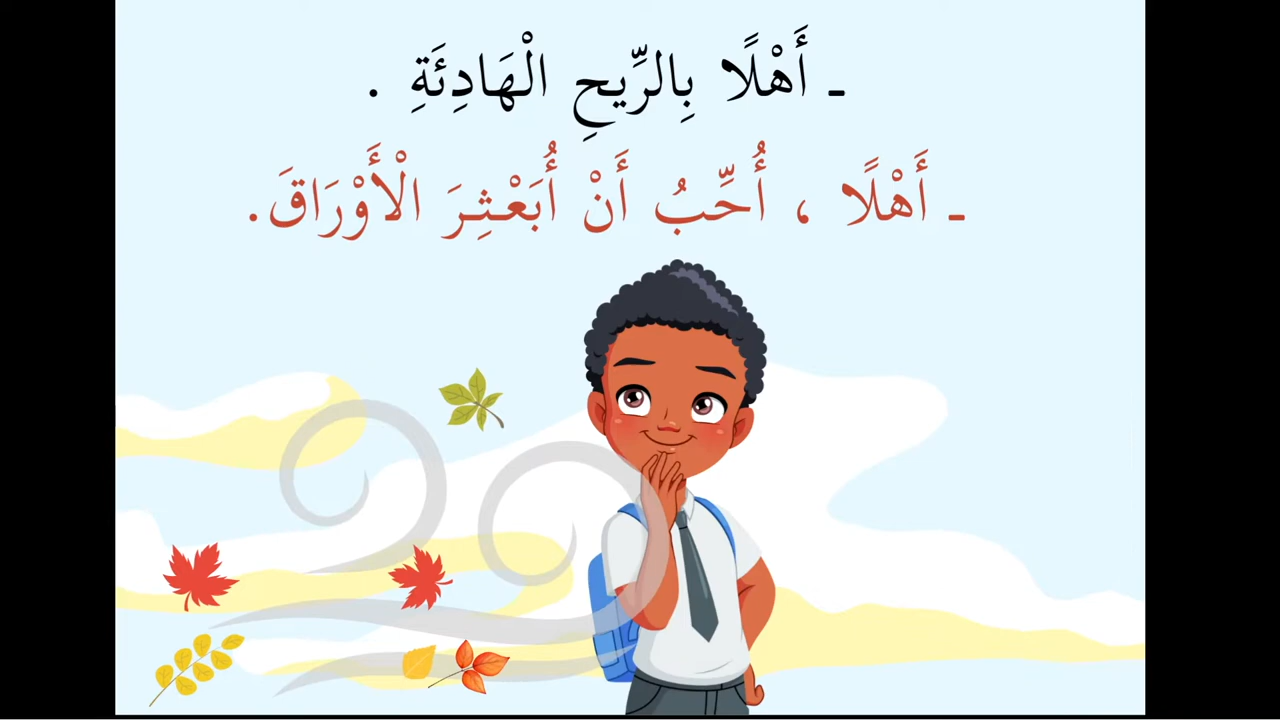 ـ أَهْلًا بِالرِّيحِ الْهَادِئَةِ .
ـ أَهْلًا ، أُحِّبُ أَنْ أُبَعْثِرَ الْأَوْرَاقَ.